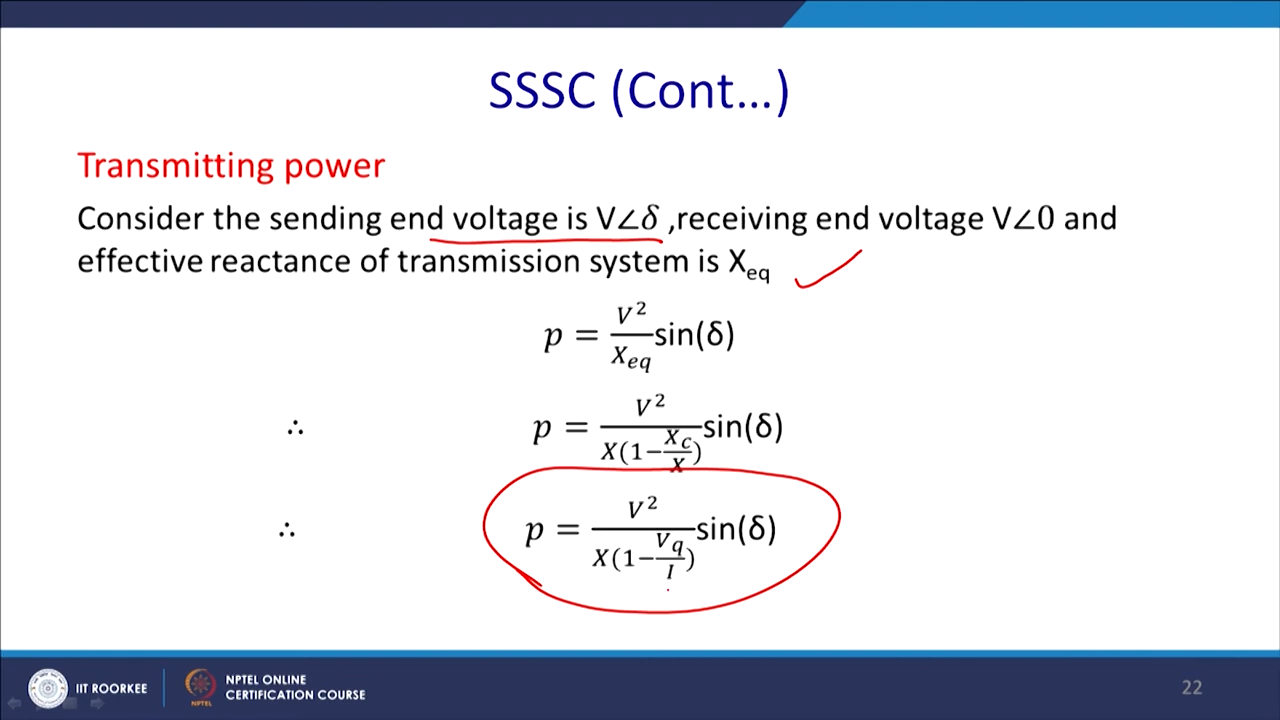 SSSC (Cont...)
Transmitting power
Consider the sending end voltage is V∠δ ,receiving end voltage V∠0 and
effective reactance of transmission system is X_eq
p = V²/X_eq sin(δ)
∴ p = V²/X(1−X_c/X) sin(δ)
∴ p = V²/X(1−V_q/I) sin(δ)
IIT ROORKEE
NPTEL
NPTEL ONLINE
CERTIFICATION COURSE
22